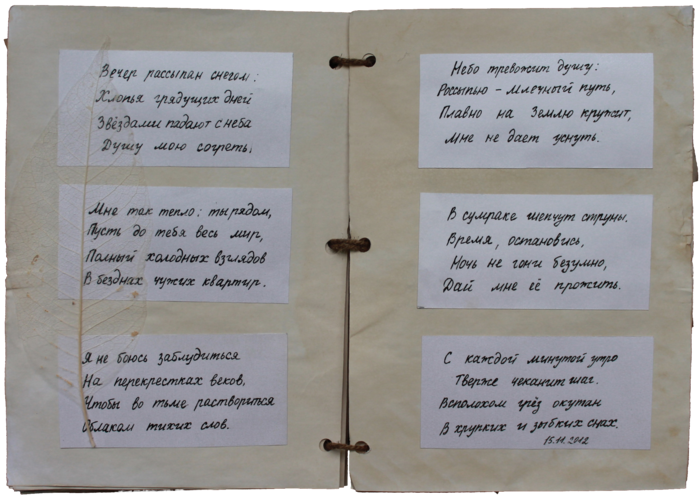 Вечер рассыпан снегом:
Хлопья грядущих дней
Звёздами падают с неба
Душу мою согреть,
Мне так тепло: ты рядом,
Пусть до тебя весь мир,
Полный холодных взглядов
В безднах чужих квартир.
Я не боюсь заблудиться
На перекрестках веков,
Чтобы во тьме раствориться
Облаком тихих слов.
Небо тревожит душу:
Россыпью – млечный путь,
Плавно на Землю кружит,
Мне не дает уснуть.
В сумраке шепчут струны.
Время, остановись,
Ночь не гони безумно,
Дай мне её прожить.
С каждой минутой утро
Тверже чеканит шаг.
Всполохом грёз окутан
В хрупких и зыбких снах.
15.11.2012